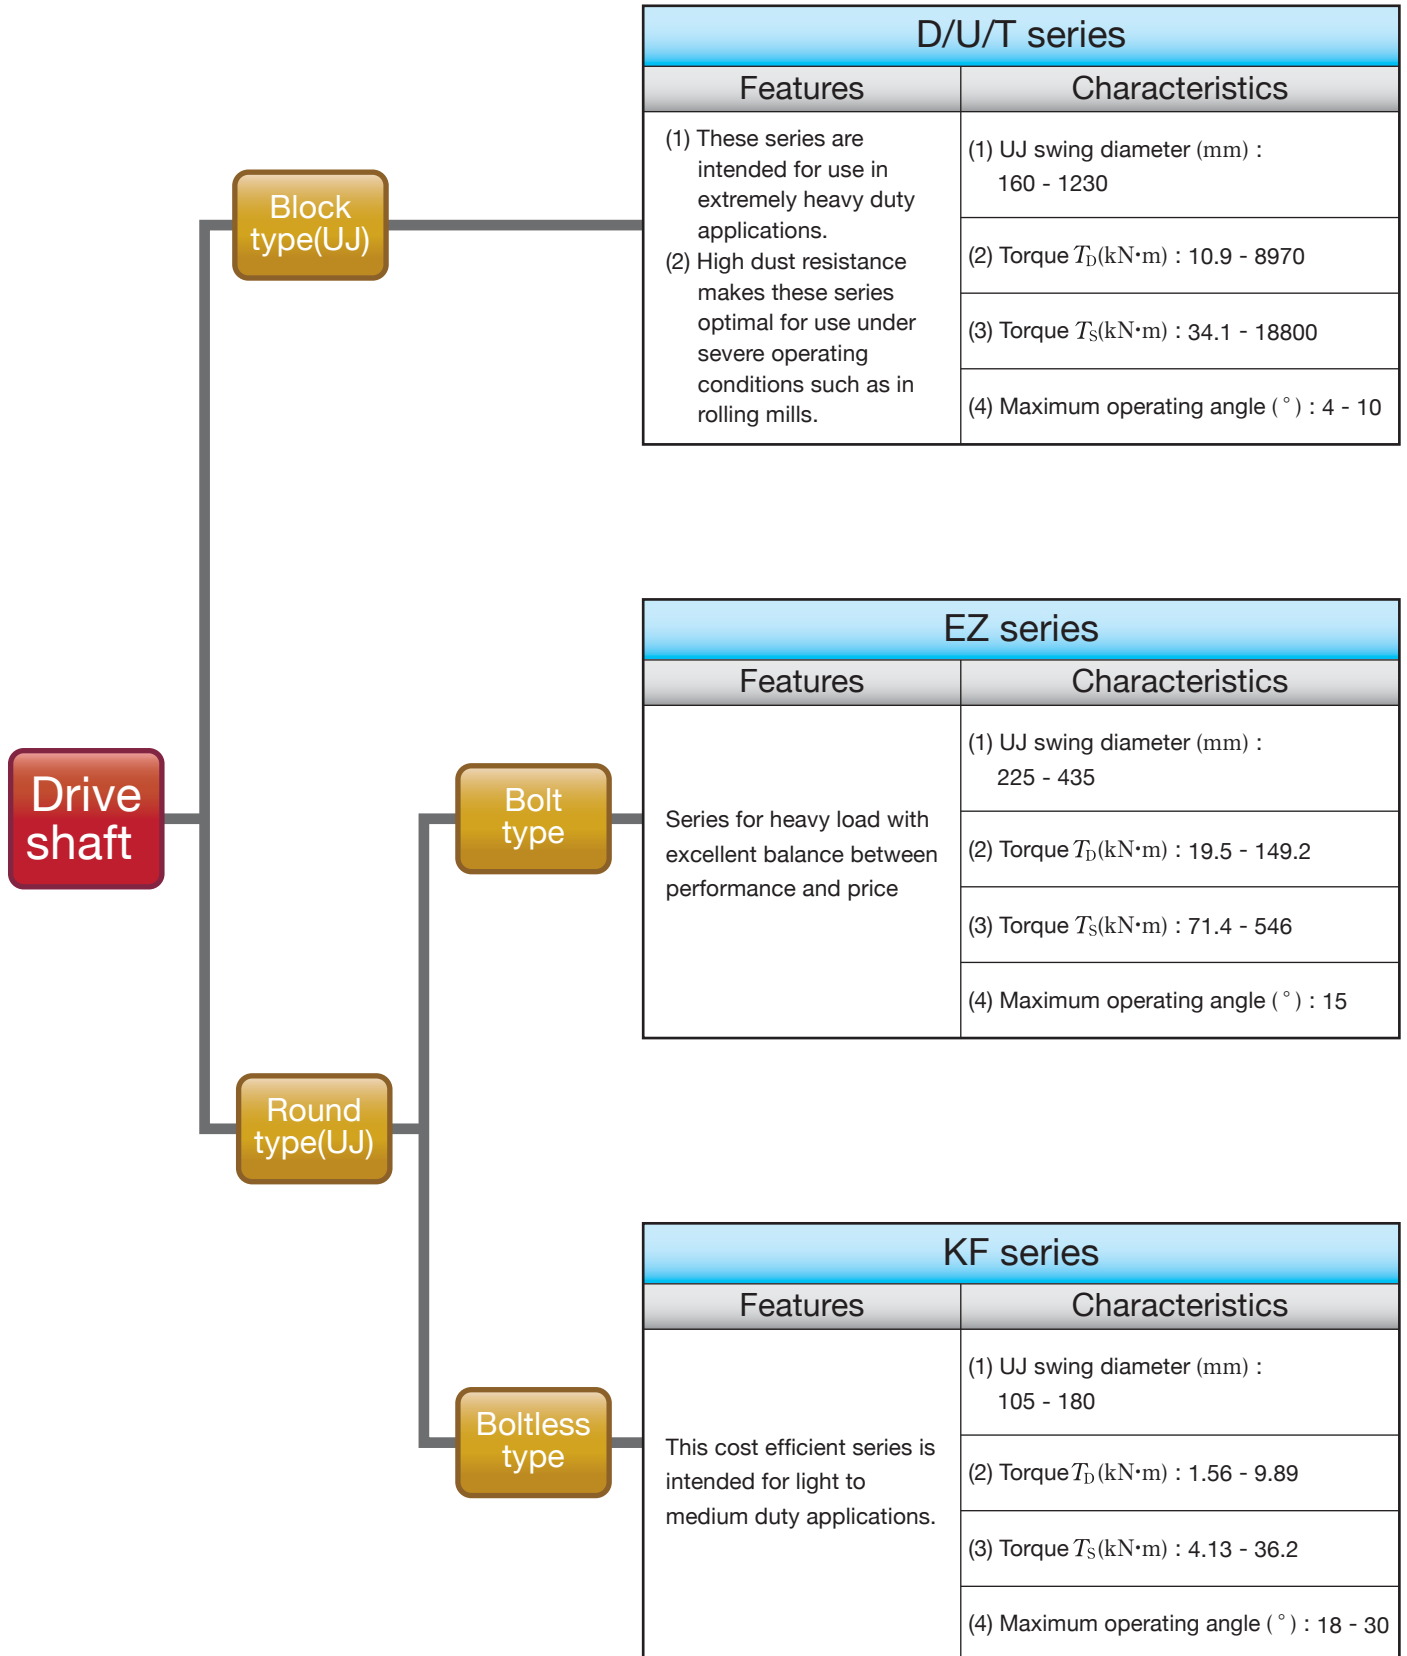 D/U/T series
Features
Characteristics
(1) These series are
intended for use in
extremely heavy duty
applications.
(2) High dust resistance
makes these series
optimal for use under
severe operating
conditions such as in
rolling mills.
(1) UJ swing diameter (mm) :
160 - 1230
(2) Torque TD(kN･m) : 10.9 - 8970
(3) Torque TS(kN･m) : 34.1 - 18800
(4) Maximum operating angle ( ° ) : 4 - 10
Block
type(UJ)
EZ series
Features
Characteristics
Series for heavy load with
excellent balance between
performance and price
(1) UJ swing diameter (mm) :
225 - 435
(2) Torque TD(kN･m) : 19.5 - 149.2
(3) Torque TS(kN･m) : 71.4 - 546
(4) Maximum operating angle ( ° ) : 15
Drive
shaft
Bolt
type
Round
type(UJ)
KF series
Features
Characteristics
This cost efficient series is
intended for light to
medium duty applications.
(1) UJ swing diameter (mm) :
105 - 180
(2) Torque TD(kN･m) : 1.56 - 9.89
(3) Torque TS(kN･m) : 4.13 - 36.2
(4) Maximum operating angle ( ° ) : 18 - 30
Boltless
type